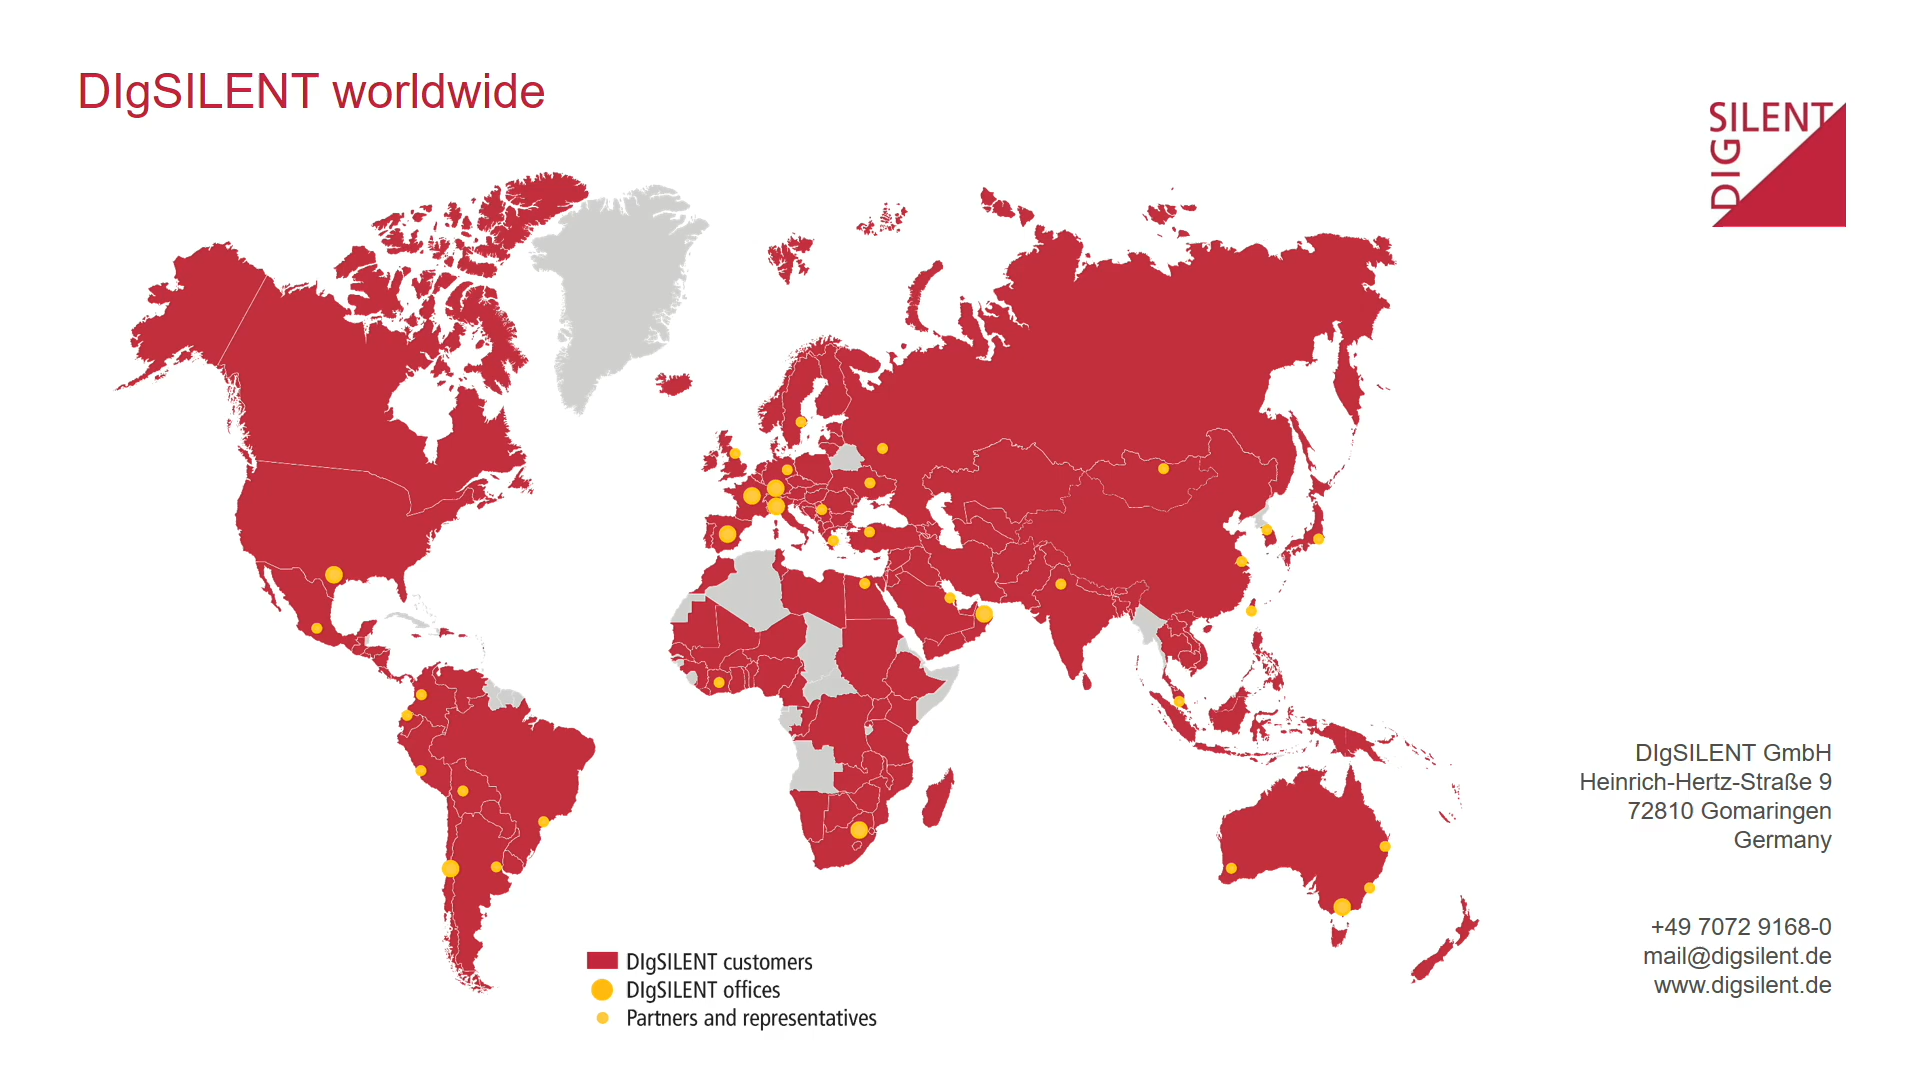 DIgSILENT worldwide
SILENT
DIG
DIgSILENT GmbH
Heinrich-Hertz-Straße 9
72810 Gomaringen
Germany
+49 7072 9168-0
mail@digsilent.de
www.digsilent.de
DIgSILENT customers
DIgSILENT offices
Partners and representatives